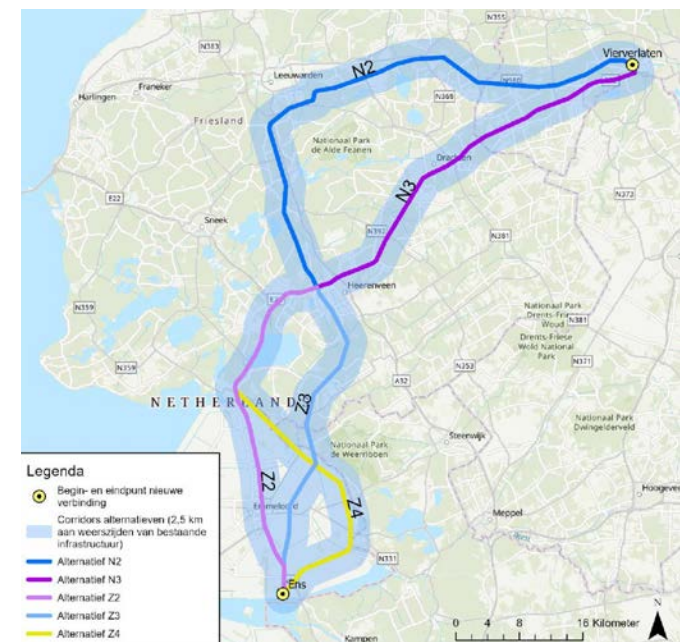 N355
N383
Vierverlaten
Leeuwarden
N2
Franeker
Harlingen
N369
Friesland
Nationaal Park
de Alde Feanen
Drachten
E22
N3
N373
Sneek
N392
N381
Heerenveen
N359
Nationaal Park
Drents-Friese
Wold National
Park
N381
N371
N359
A32
N353
NETHERLANDS
Z3
Nationaal Park
Dwingelderveld
Nationaal Park
de Weerribben
Steenwijk
Legenda
Z2
Begin- en eindpunt nieuwe
verbinding
Emmeloord
Z4
Hoogeveen
Meppel
Corridors alternatieven (2,5 km
aan weerszijden van bestaande
infrastructuur)
N331
Alternatief N2
Alternatief N3
Ens
Alternatief Z2
Alternatief Z3
Alternatief Z4
Kampen
N
0 4 8 16 Kilometer